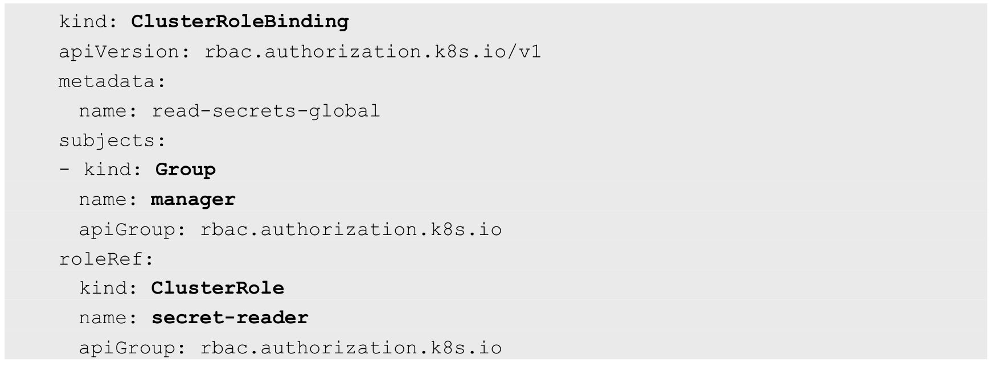 kind: ClusterRoleBinding
apiVersion: rbac.authorization.k8s.io/v1
metadata:
  name: read-secrets-global
subjects:
- kind: Group
  name: manager
  apiGroup: rbac.authorization.k8s.io
roleRef:
  kind: ClusterRole
  name: secret-reader
  apiGroup: rbac.authorization.k8s.io